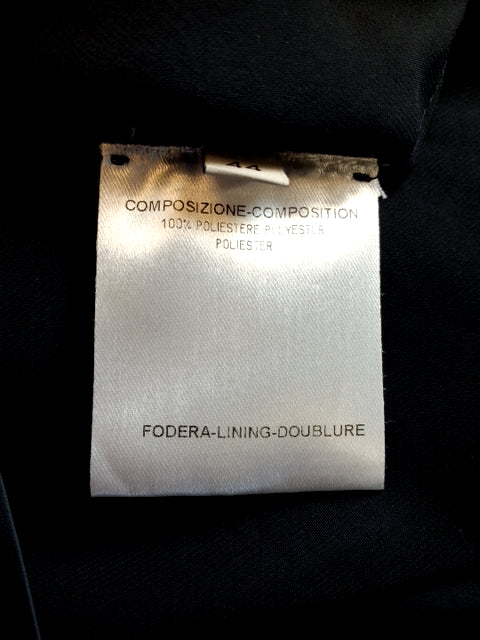 44
COMPOSIZIONE-COMPOSITION
100% POLIESTERE POLYESTER
POLIESTER
FODERA-LINING-DOUBLURE